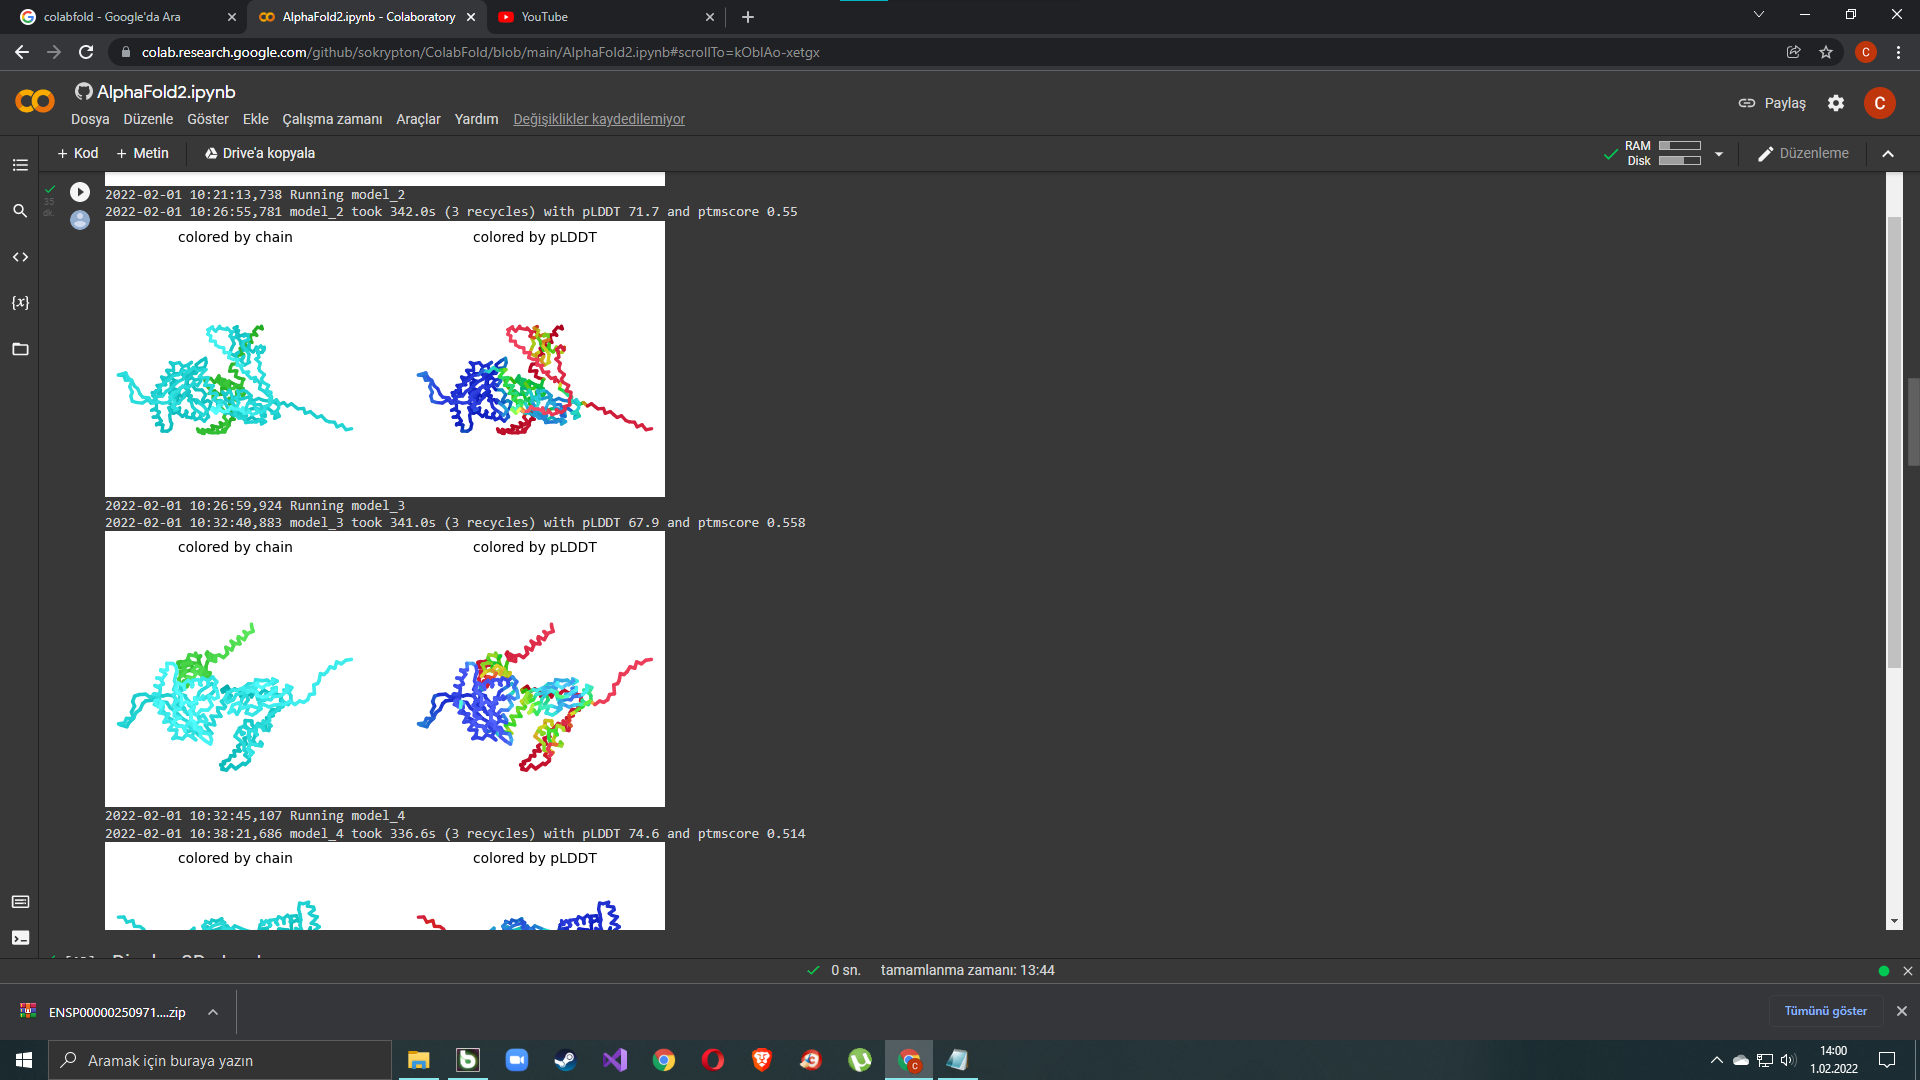 colabfold - Google'da Ara
AlphaFold2.ipynb - Colaboratory
YouTube
colab.research.google.com/github/sokrypton/ColabFold/blob/main/AlphaFold2.ipynb#scrollTo=kOblAo-xetgx
C
AlphaFold2.ipynb
Dosya Düzenle Göster Ekle Çalışma zamanı Araçlar Yardım Değişiklikler kaydedilemiyor
Paylaş
C
+ Kod + Metin Drive'a kopyala
RAM
Disk
Düzenleme
35
dk.
2022-02-01 10:21:13,738 Running model_2
2022-02-01 10:26:55,781 model_2 took 342.0s (3 recycles) with pLDDT 71.7 and ptmscore 0.55
colored by chain colored by pLDDT
2022-02-01 10:26:59,924 Running model_3
2022-02-01 10:32:40,883 model_3 took 341.0s (3 recycles) with pLDDT 67.9 and ptmscore 0.558
colored by chain colored by pLDDT
2022-02-01 10:32:45,107 Running model_4
2022-02-01 10:38:21,686 model_4 took 336.6s (3 recycles) with pLDDT 74.6 and ptmscore 0.514
colored by chain colored by pLDDT
0 sn. tamamlanma zamanı: 13:44
ENSP00000250971....zip
Tümünü göster
Aramak için buraya yazın
14:00
1.02.2022